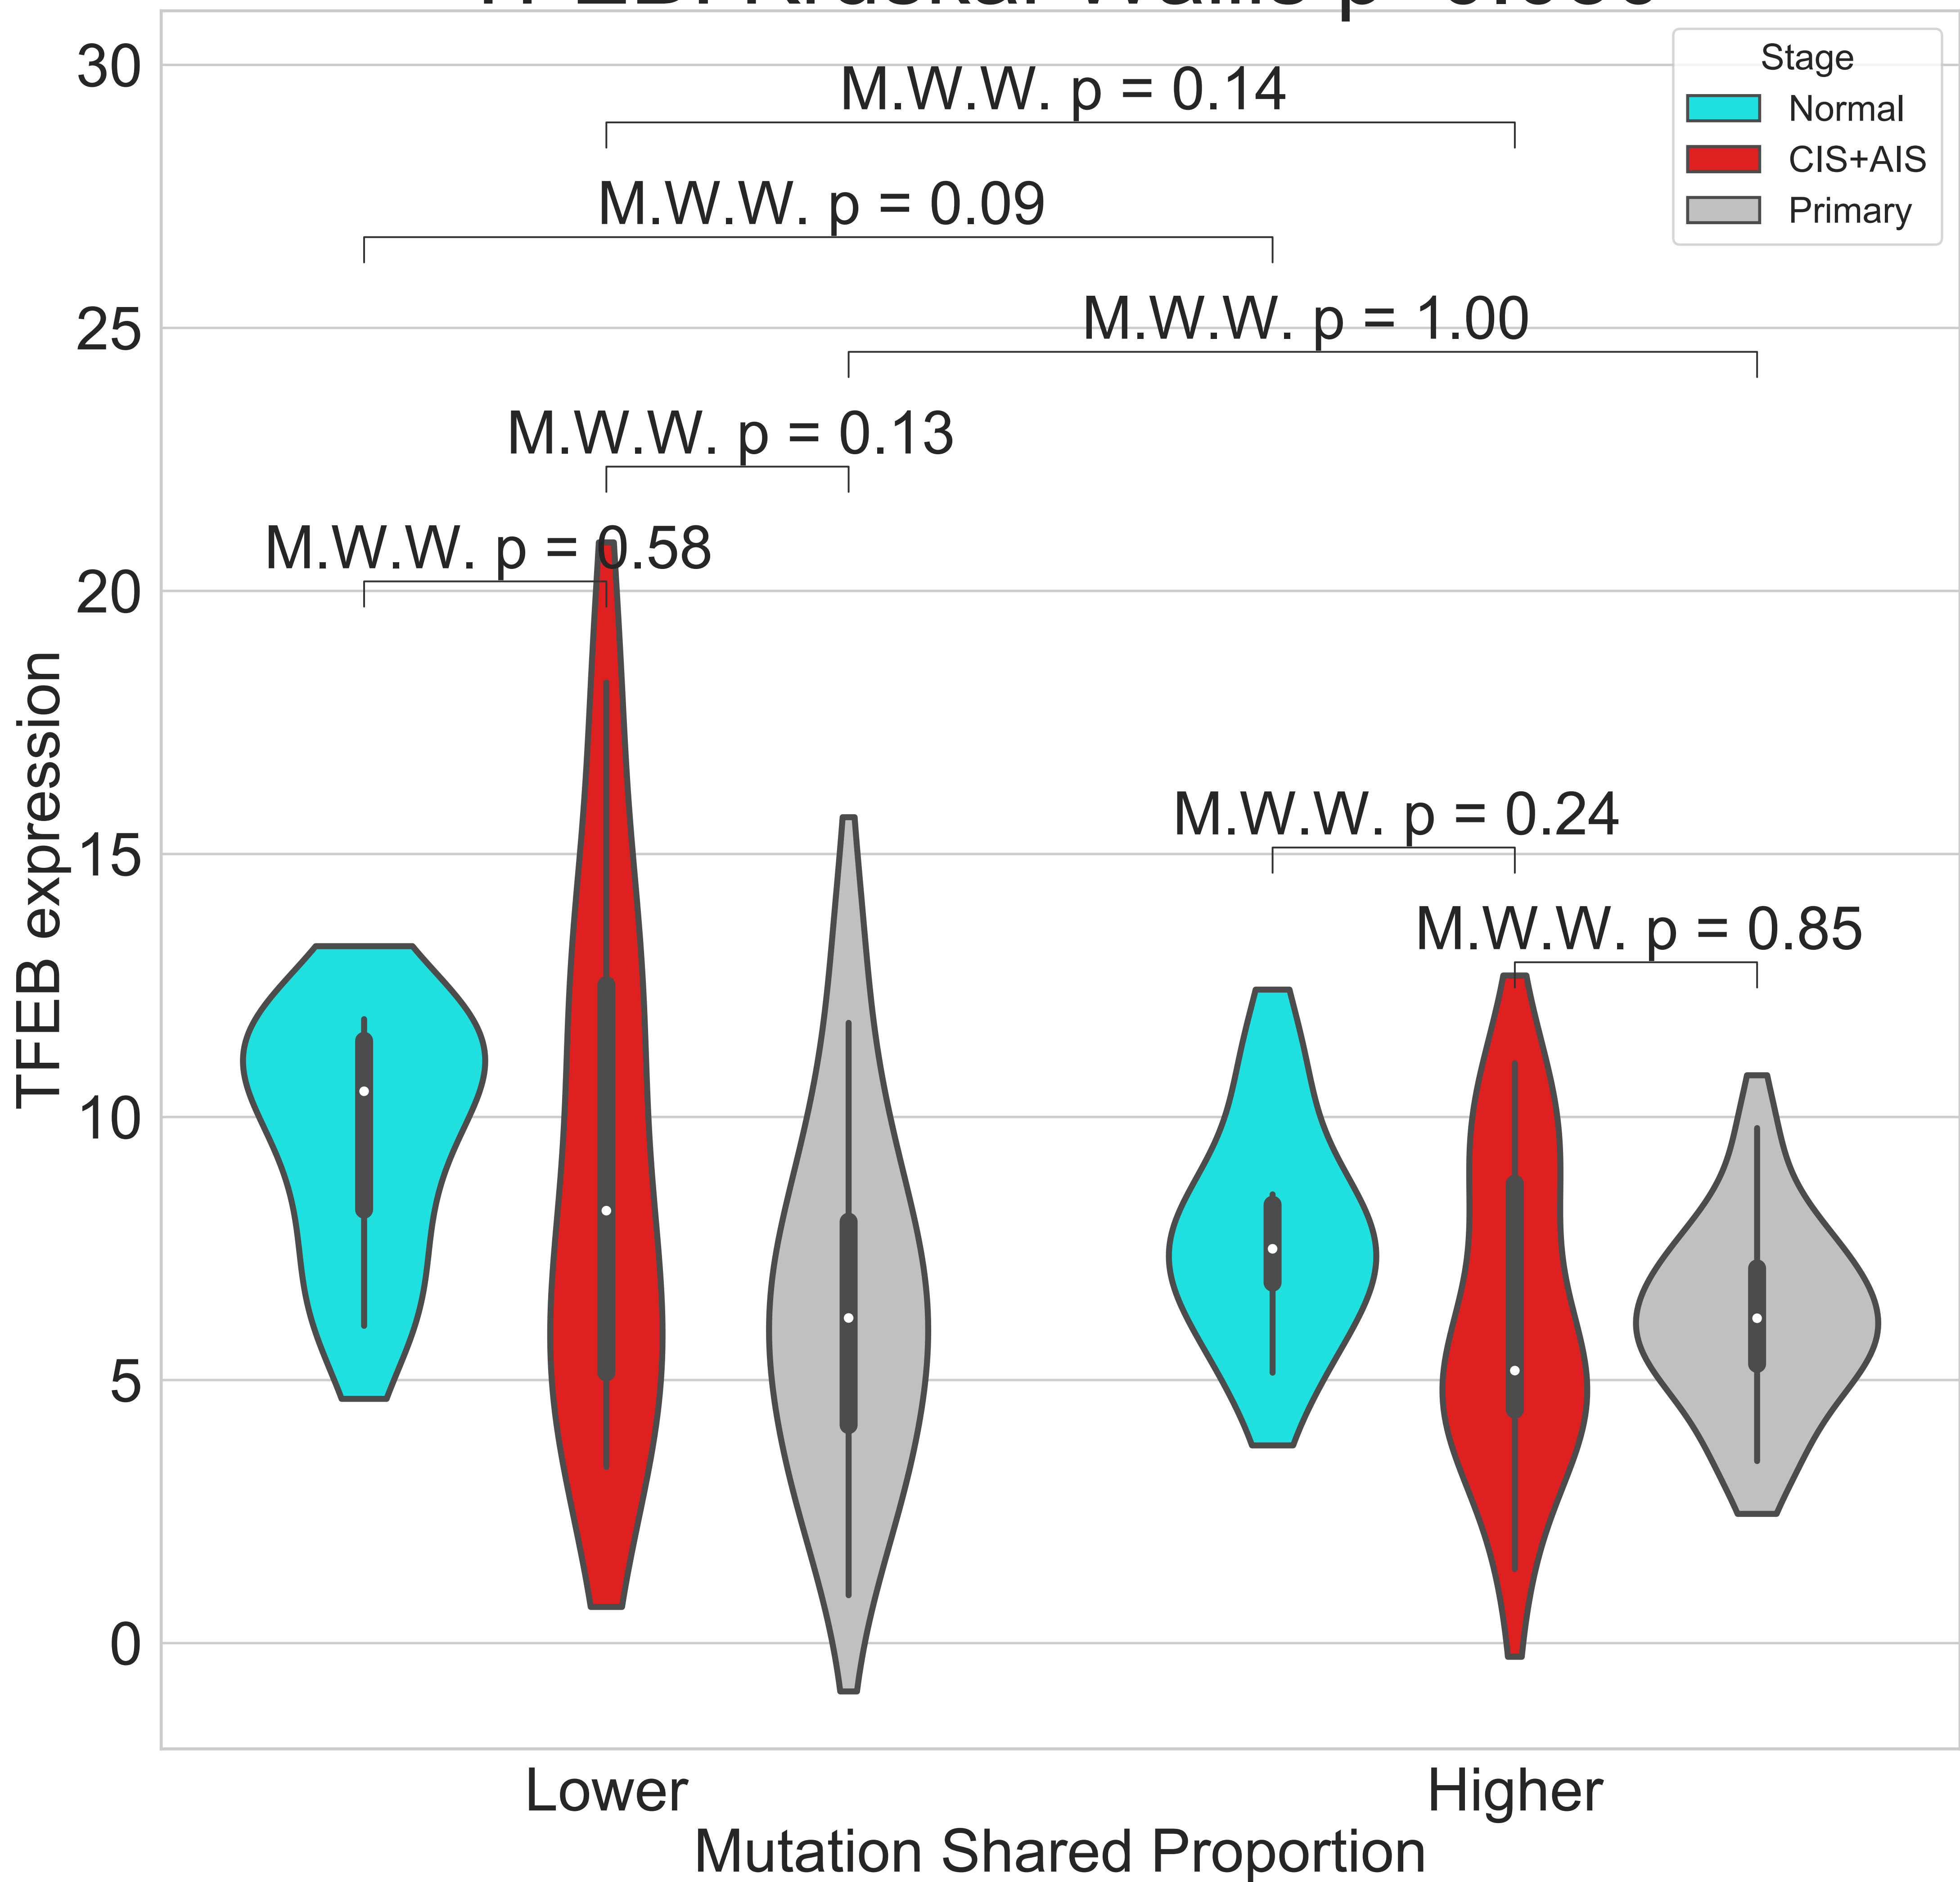 30
25
20
15
10
5
0
TFEB expression
M.W.W. p = 0.14
M.W.W. p = 0.09
M.W.W. p = 1.00
M.W.W. p = 0.13
M.W.W. p = 0.58
M.W.W. p = 0.24
M.W.W. p = 0.85
Stage
Normal
CIS+AIS
Primary
Lower
Higher
Mutation Shared Proportion